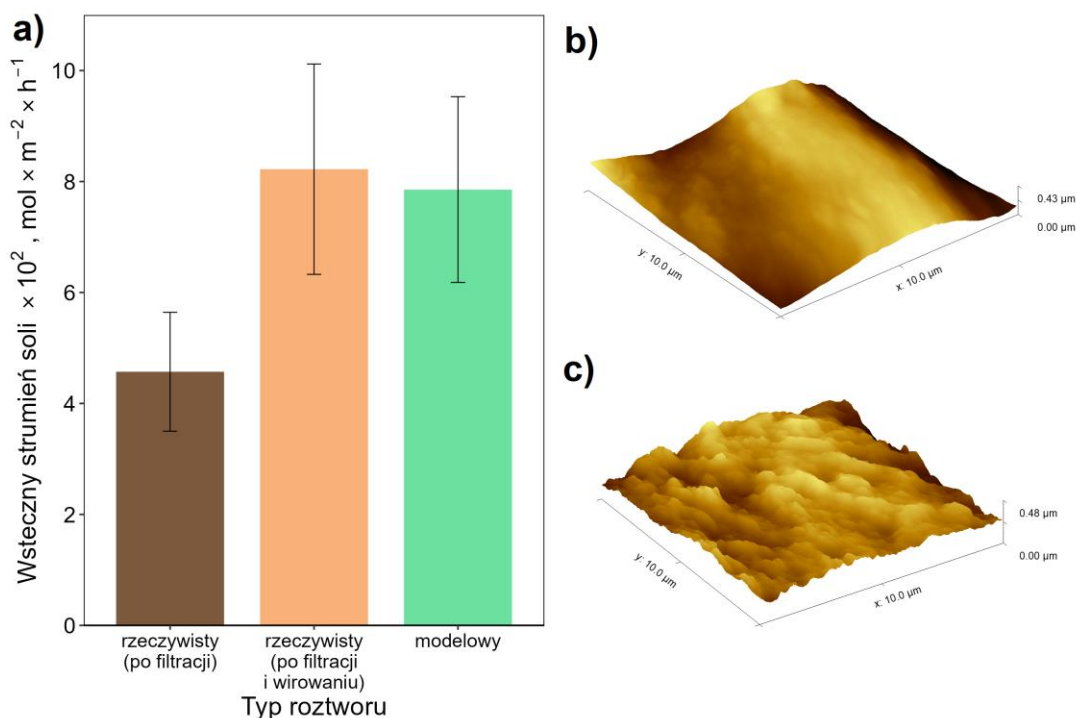 a)
Wsteczny strumień soli × 10², mol × m⁻² × h⁻¹
10
8
6
4
2
0
rzeczywisty
(po filtracji)
rzeczywisty
(po filtracji
i wirowaniu)
modelowy
Typ roztworu
b)
0.43 µm
0.00 µm
y: 10.0 µm
x: 10.0 µm
c)
0.48 µm
0.00 µm
y: 10.0 µm
x: 10.0 µm